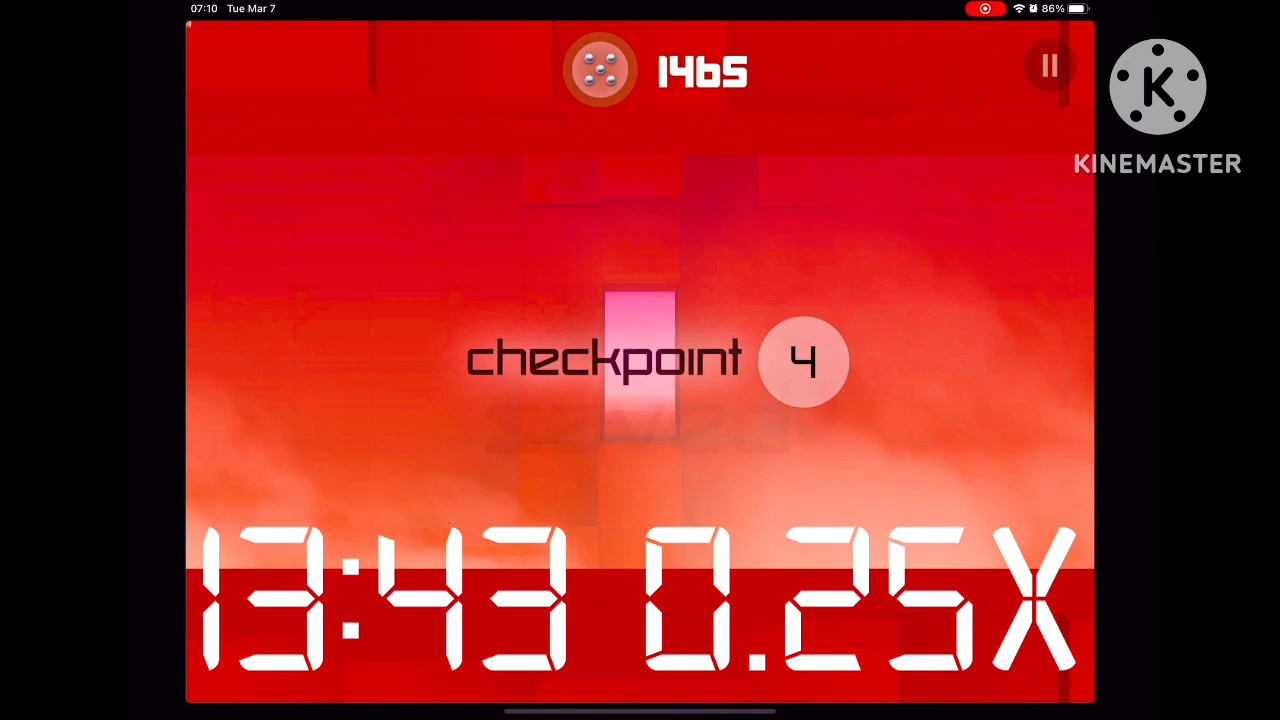 07:10 Tue Mar 7 86%
1465
K
KINEMASTER
checkpoint 4
13:43 0.25X